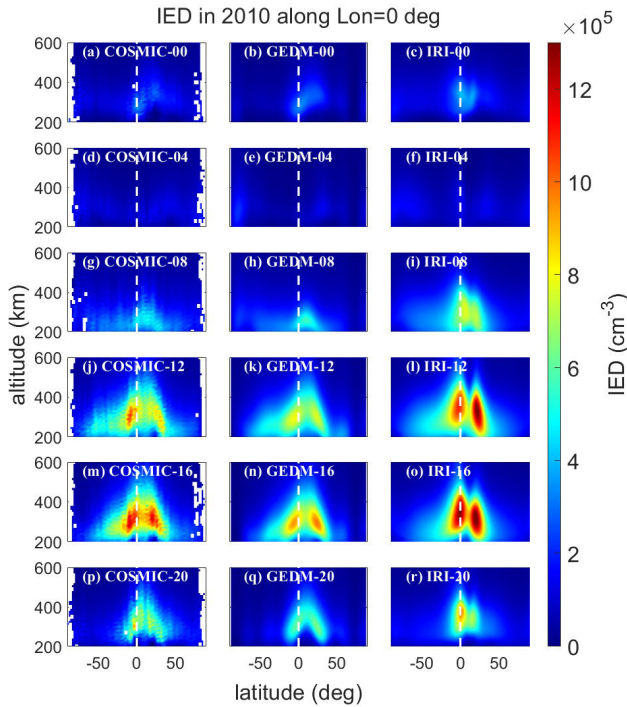 IED in 2010 along Lon=0 deg
×10⁵
600
400
200
(a) COSMIC-00
(b) GEDM-00
(c) IRI-00
600
400
200
(d) COSMIC-04
(e) GEDM-04
(f) IRI-04
600
400
200
(g) COSMIC-08
(h) GEDM-08
(i) IRI-08
600
400
200
(j) COSMIC-12
(k) GEDM-12
(l) IRI-12
600
400
200
(m) COSMIC-16
(n) GEDM-16
(o) IRI-16
600
400
200
(p) COSMIC-20
(q) GEDM-20
(r) IRI-20
-50 0 50
-50 0 50
-50 0 50
altitude (km)
latitude (deg)
12
10
8
6
4
2
0
IED (cm⁻³)